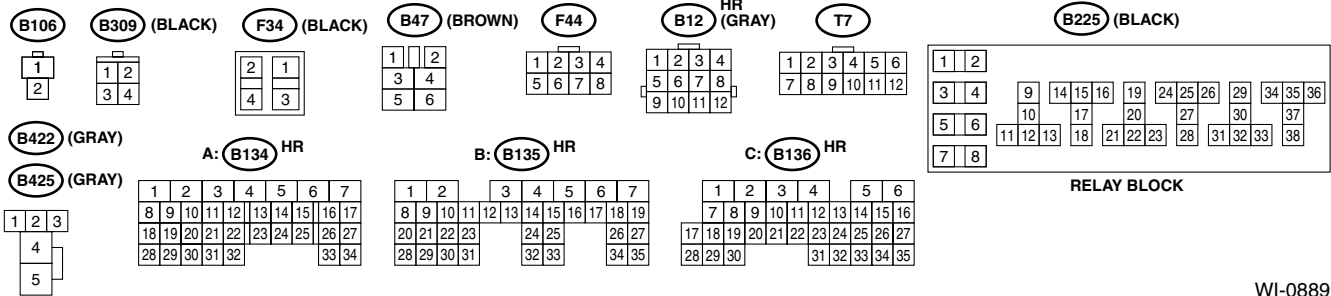 B106
B309 (BLACK)
F34 (BLACK)
B47 (BROWN)
F44
B12 HR (GRAY)
T7
B225 (BLACK)
1
2
1 2
3 4
2 1
4 3
1 2
3 4
5 6
1 2 3 4
5 6 7 8
1 2 3 4
5 6 7 8
9 10 11 12
1 2 3 4 5 6
7 8 9 10 11 12
1 2
3 4
5 6
7 8
9 14 15 16 19 24 25 26 29 34 35 36
10 17 20 27 30 37
11 12 13 18 21 22 23 28 31 32 33 38
RELAY BLOCK
B422 (GRAY)
B425 (GRAY)
1 2 3
4
5
A: B134 HR
1 2 3 4 5 6 7
8 9 10 11 12 13 14 15 16 17
18 19 20 21 22 23 24 25 26 27
28 29 30 31 32 33 34
B: B135 HR
1 2 3 4 5 6 7
8 9 10 11 12 13 14 15 16 17 18 19
20 21 22 23 24 25 26 27
28 29 30 31 32 33 34 35
C: B136 HR
1 2 3 4 5 6
7 8 9 10 11 12 13 14 15 16
17 18 19 20 21 22 23 24 25 26 27
28 29 30 31 32 33 34 35
WI-0889